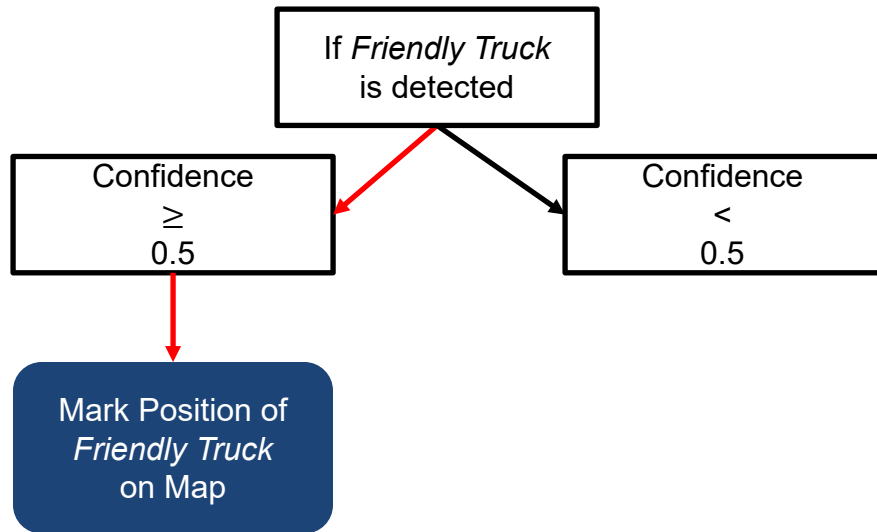 If Friendly Truck
is detected
Confidence
≥
0.5
Confidence
<
0.5
Mark Position of
Friendly Truck
on Map